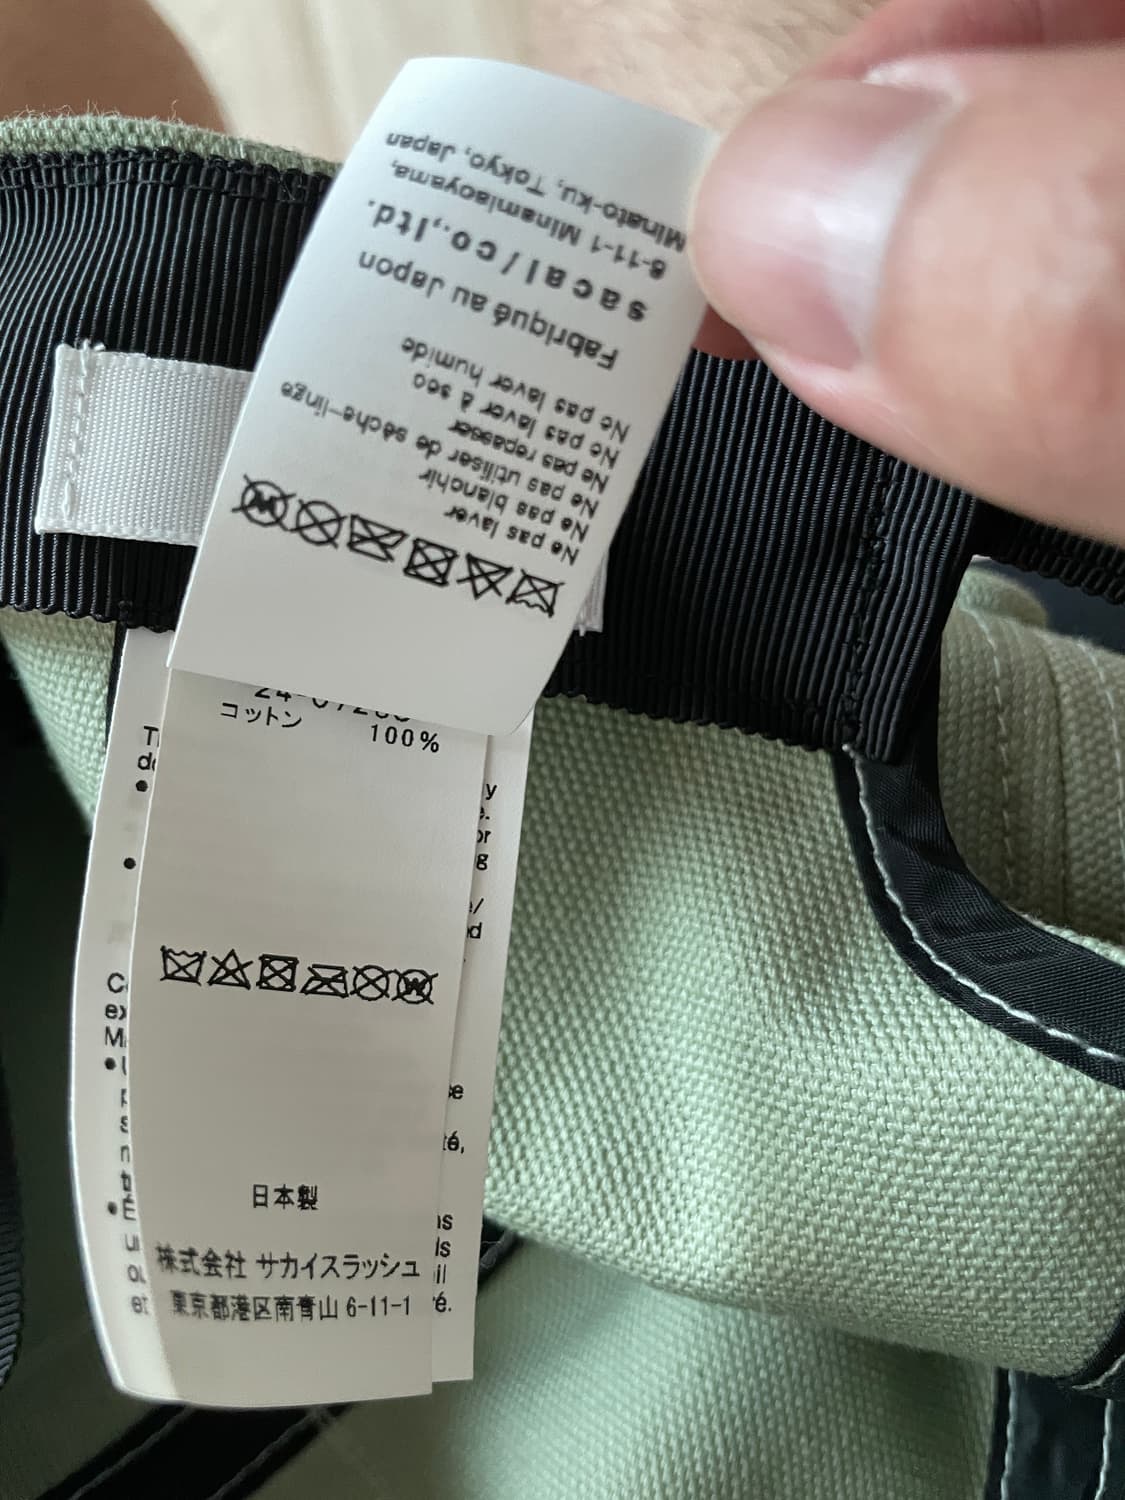 Ne pas laver
Ne pas blanchir
Ne pas utiliser de sèche-linge
Ne pas repasser
Ne pas laver à sec
Ne pas laver humide
Fabriqué au Japon
sacai/co.,ltd.
6-11-1 Minamiaoyama,
Minato-ku, Tokyo, Japan
コットン 100%
日本製
株式会社 サカイスラッシュ
東京都港区南青山 6-11-1